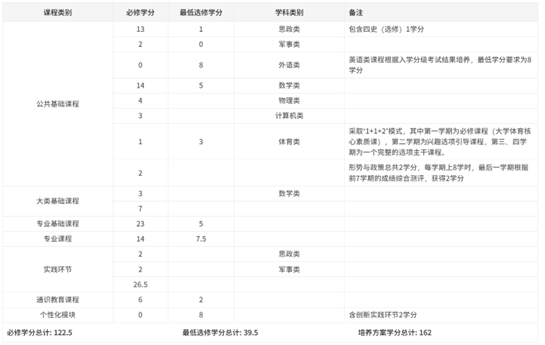 课程类别 必修学分 最低选修学分 学科类别 备注
公共基础课程 13 1 思政类 包含四史（选修）1学分
2 0 军事类
0 8 外语类 英语类课程根据入学分级考试结果培养，最低学分要求为8
学分
14 5 数学类
4 物理类
3 计算机类
1 3 体育类 采取‘1+1+2’模式，其中第一学期为必修课程（大学体育核
心素质课），第二学期为兴趣选项引导课程，第三、四学
期为一个完整的选项主干课程。
2 形势与政策总共2学分，每学期上8学时，最后一学期根据
前7学期的成绩综合测评，获得2学分
大类基础课程 3 数学类
7
专业基础课程 23 5
专业课程 14 7.5
实践环节 2 思政类
2 军事类
26.5
通识教育课程 6 2
个性化模块 0 8 含创新实践环节2学分
必修学分总计: 122.5 最低选修学分总计: 39.5 培养方案学分总计: 162